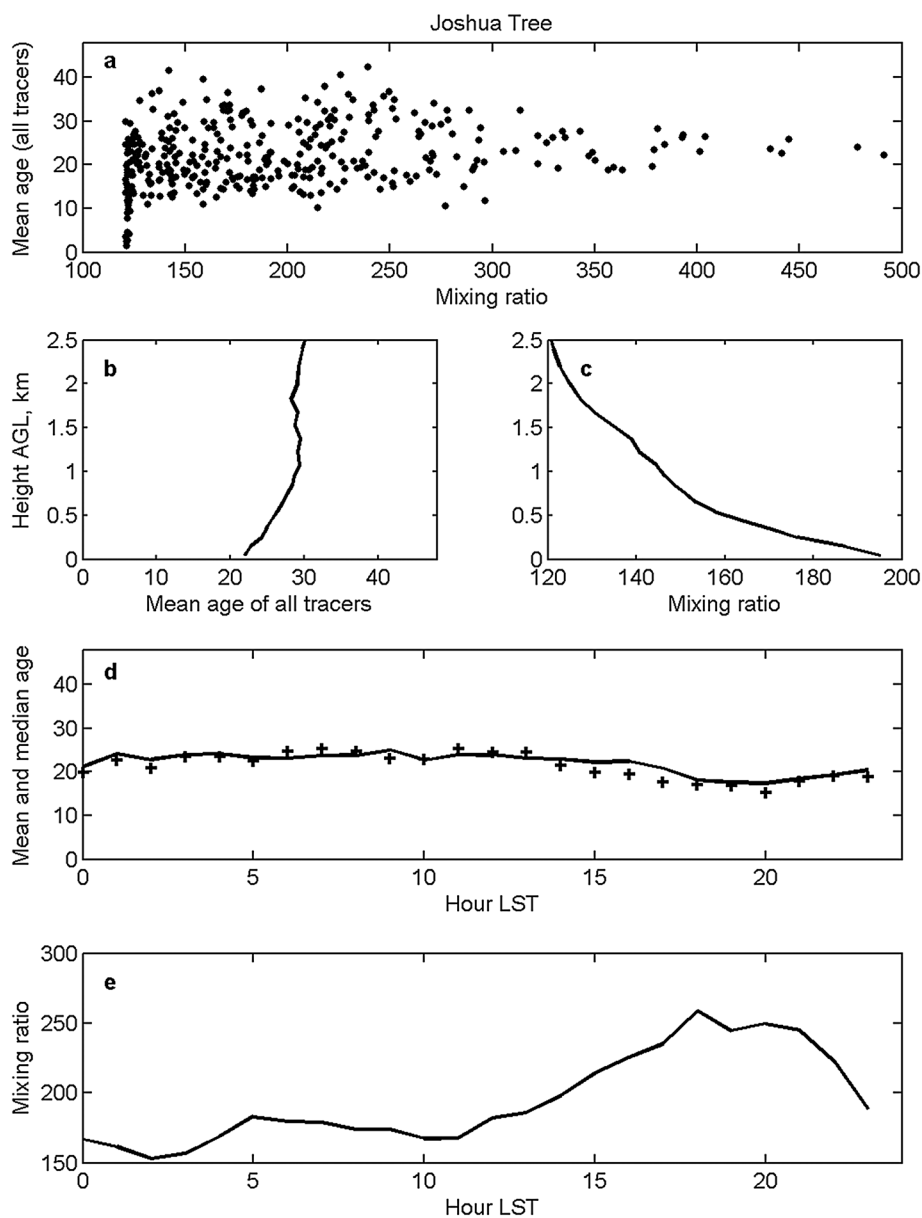 Joshua Tree
a
Mean age (all tracers)
40
30
20
10
0
100 150 200 250 300 350 400 450 500
Mixing ratio
b
Height AGL, km
2.5
2
1.5
1
0.5
0
0 10 20 30 40
Mean age of all tracers
c
2.5
2
1.5
1
0.5
0
120 140 160 180 200
Mixing ratio
d
Mean and median age
40
30
20
10
0
0 5 10 15 20
Hour LST
e
Mixing ratio
300
250
200
150
0 5 10 15 20
Hour LST